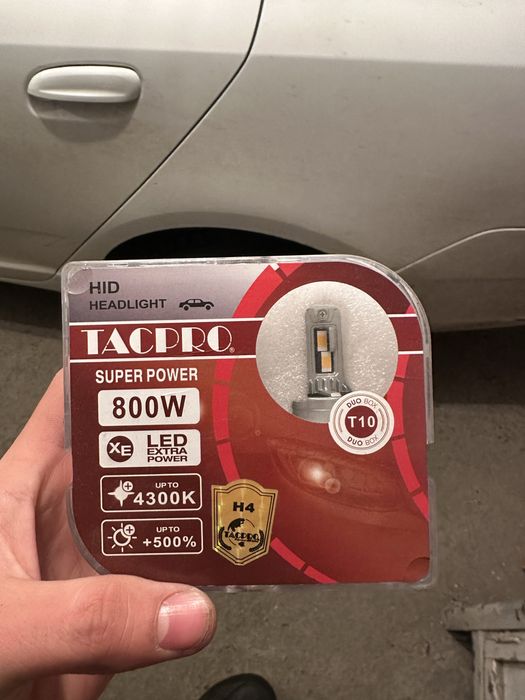 HID
HEADLIGHT
TACPRO®
SUPER POWER
800W
XE LED
EXTRA
POWER
UP TO
4300K
UP TO
+500%
H4
TACPRO
DUO BOX
T10
DUO BOX